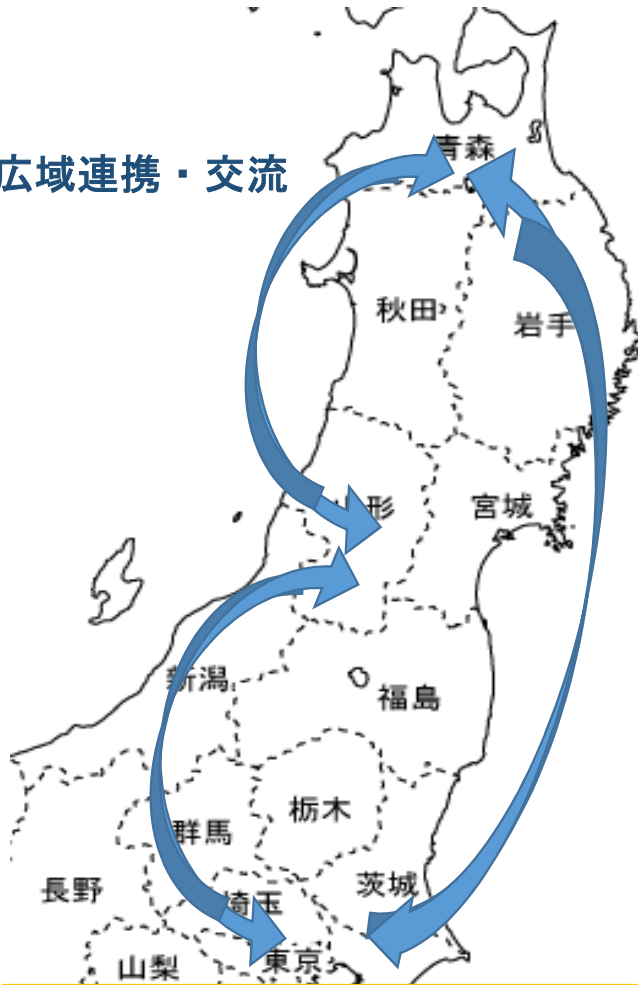 青森
広域連携・交流
秋田
岩手
山形
宮城
新潟
福島
栃木
群馬
長野
茨城
埼玉
東京
山梨